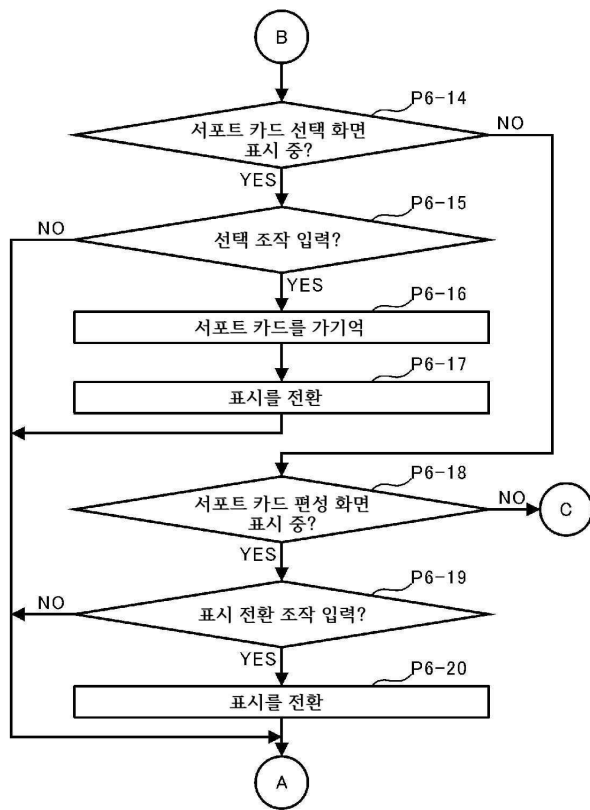 B
P6-14
서포트 카드 선택 화면
표시 중?
NO
YES
P6-15
NO
선택 조작 입력?
YES
P6-16
서포트 카드를 가기억
P6-17
표시를 전환
P6-18
서포트 카드 편성 화면
표시 중?
NO
C
YES
P6-19
NO
표시 전환 조작 입력?
YES
P6-20
표시를 전환
A